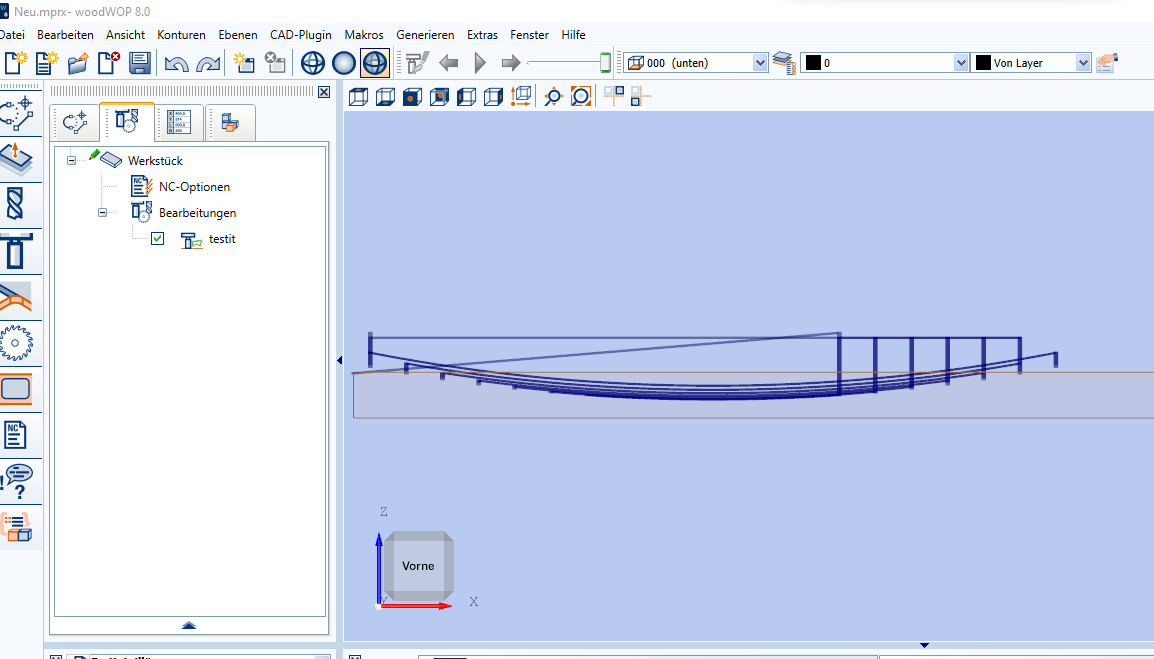 Neu.mprx- woodWOP 8.0
Datei Bearbeiten Ansicht Konturen Ebenen CAD-Plugin Makros Generieren Extras Fenster Hilfe
000 (unten) 0 Von Layer
Werkstück
NC-Optionen
Bearbeitungen
testit
NC
Z
Vorne
Y
X